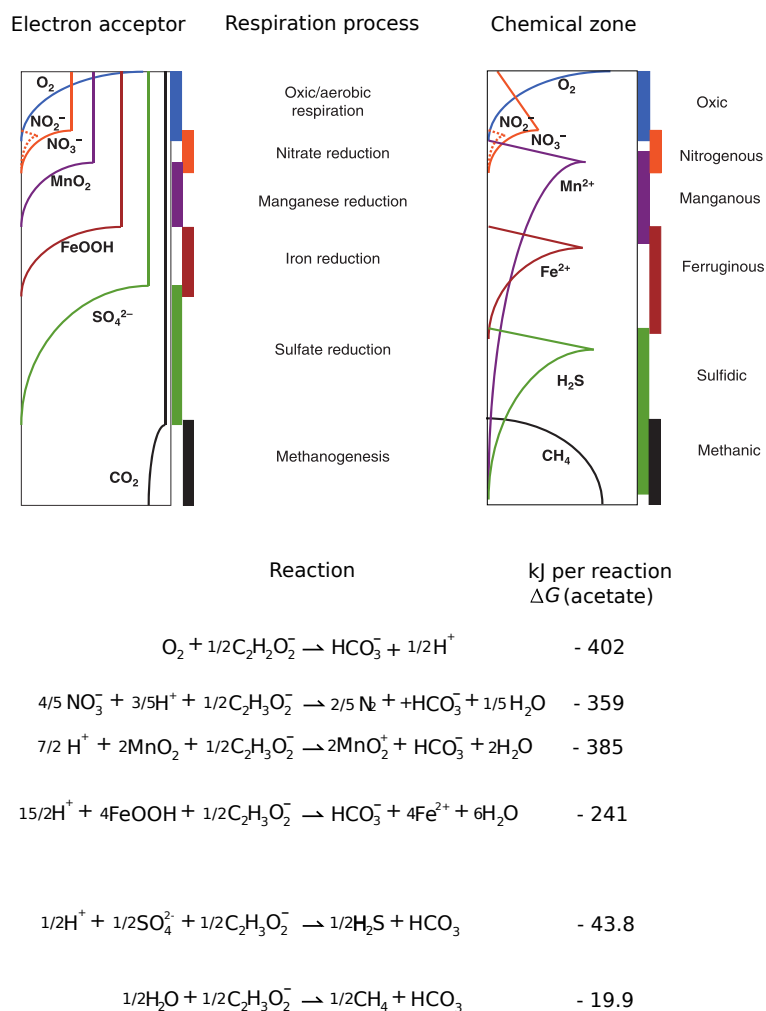 Electron acceptor Respiration process Chemical zone
O₂
NO₂⁻
NO₃⁻
MnO₂
FeOOH
SO₄²⁻
CO₂
Oxic/aerobic
respiration
Nitrate reduction
Manganese reduction
Iron reduction
Sulfate reduction
Methanogenesis
O₂
NO₂⁻
NO₃⁻
Mn²⁺
Fe²⁺
H₂S
CH₄
Oxic
Nitrogenous
Manganous
Ferruginous
Sulfidic
Methanic
Reaction kJ per reaction
ΔG (acetate)
O₂ + 1/2C₂H₂O₂⁻ ⇀ HCO₃⁻ + 1/2H⁺ - 402
4/5 NO₃⁻ + 3/5H⁺ + 1/2C₂H₃O₂⁻ ⇀ 2/5 N₂ + +HCO₃⁻ + 1/5H₂O - 359
7/2 H⁺ + 2MnO₂ + 1/2C₂H₃O₂⁻ ⇀ 2MnO₂⁺ + HCO₃⁻ + 2H₂O - 385
15/2H⁺ + 4FeOOH + 1/2C₂H₃O₂⁻ ⇀ HCO₃⁻ + 4Fe²⁺ + 6H₂O - 241
1/2H⁺ + 1/2SO₄²⁻ + 1/2C₂H₃O₂⁻ ⇀ 1/2H₂S + HCO₃ - 43.8
1/2H₂O + 1/2C₂H₃O₂⁻ ⇀ 1/2CH₄ + HCO₃ - 19.9